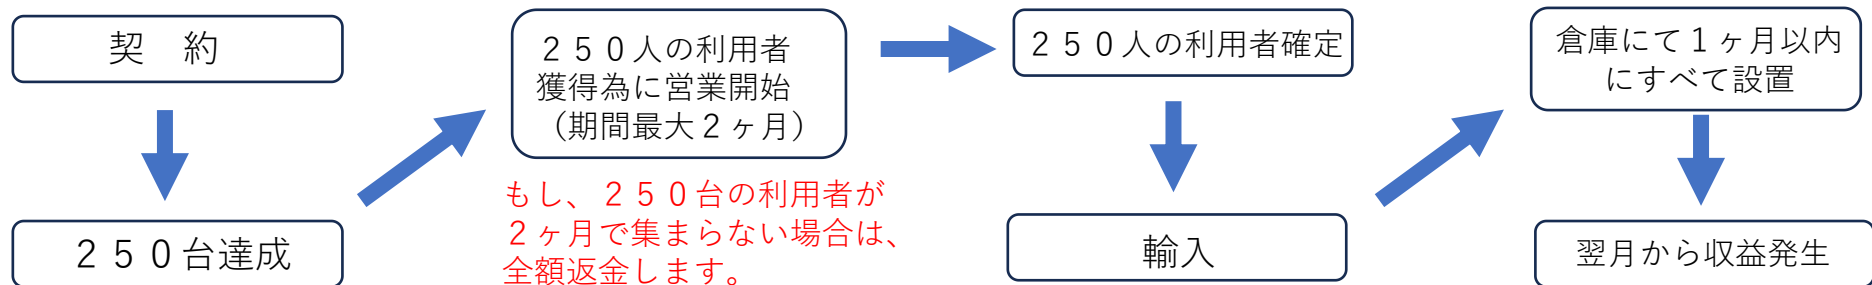 契　約
２５０台達成
２５０人の利用者
獲得為に営業開始
（期間最大２ヶ月）
もし、２５０台の利用者が
２ヶ月で集まらない場合は、
全額返金します。
２５０人の利用者確定
輸入
倉庫にて１ヶ月以内
にすべて設置
翌月から収益発生